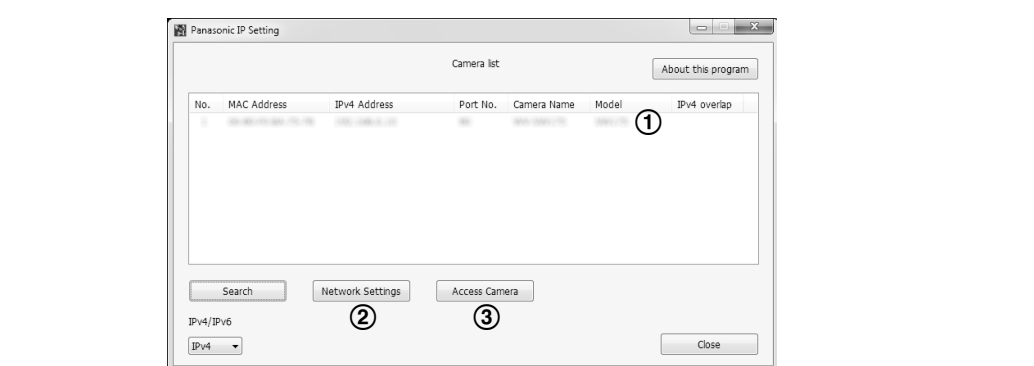 Panasonic IP Setting
Camera list
About this program
No. MAC Address IPv4 Address Port No. Camera Name Model IPv4 overlap
①
Search Network Settings Access Camera
② ③
IPv4/IPv6
IPv4 Close